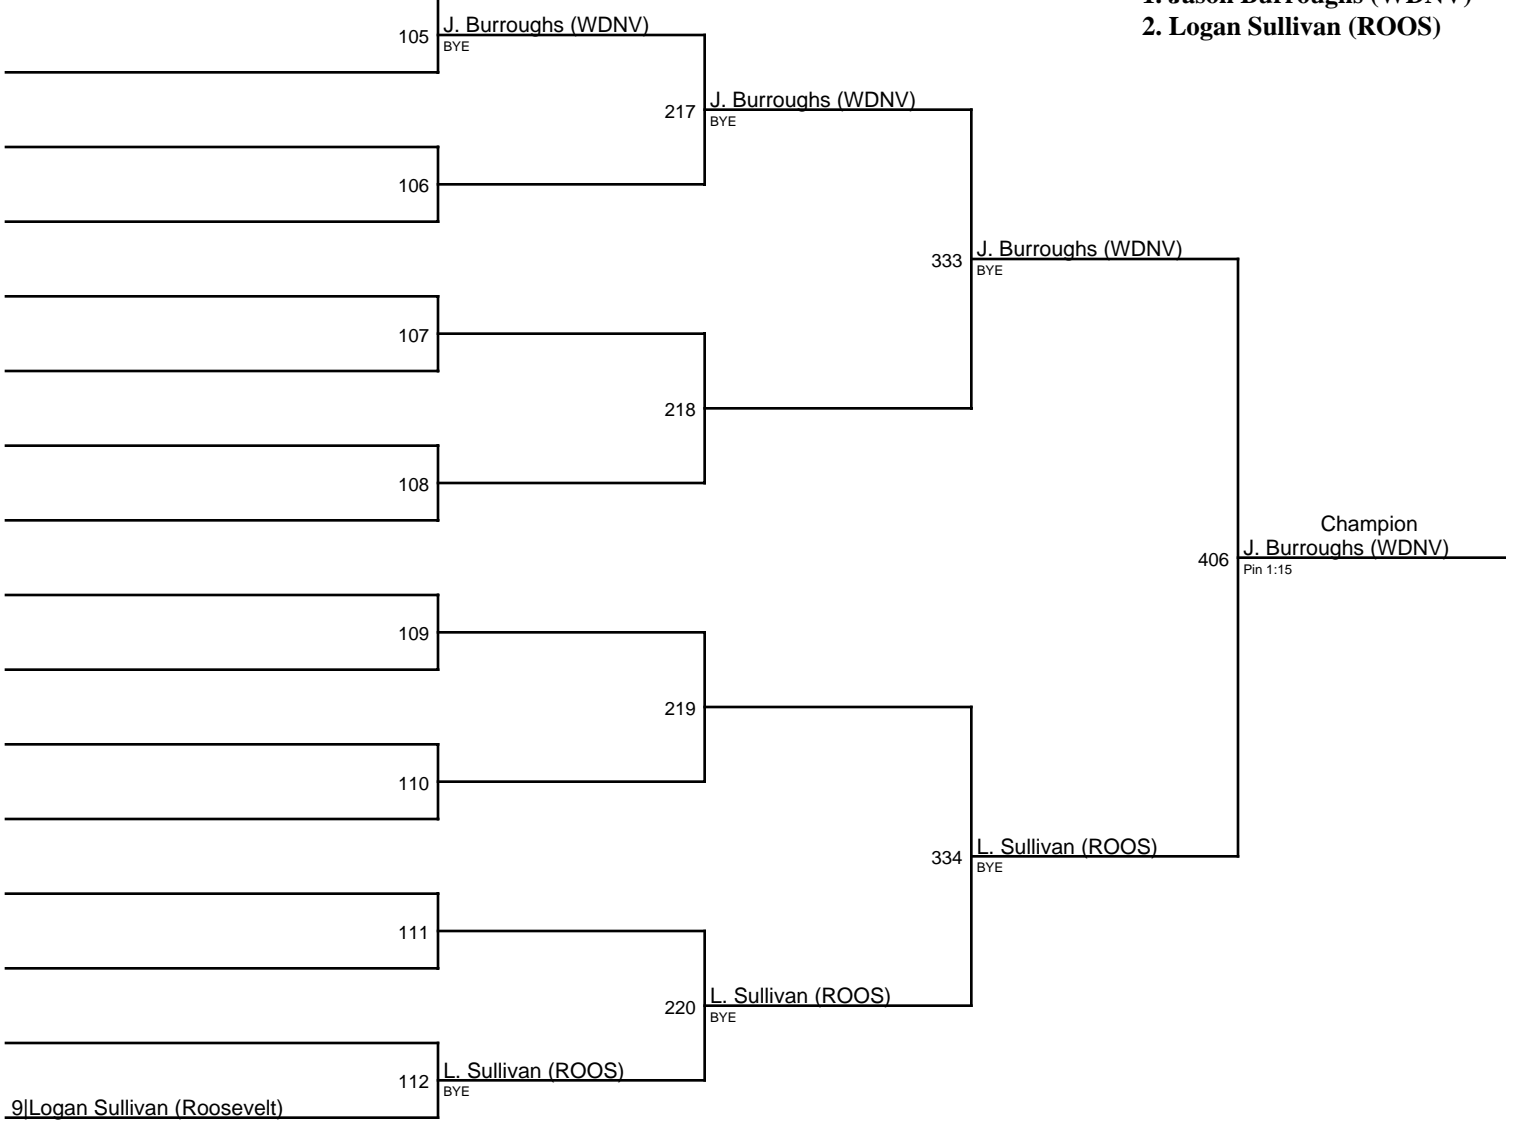 1. Jason Burroughs (WDNV)
2. Logan Sullivan (ROOS)
105 J. Burroughs (WDNV)
BYE
217 J. Burroughs (WDNV)
BYE
106
333 J. Burroughs (WDNV)
BYE
107
218
108
Champion
406 J. Burroughs (WDNV)
Pin 1:15
109
219
110
334 L. Sullivan (ROOS)
BYE
111
220 L. Sullivan (ROOS)
BYE
112 L. Sullivan (ROOS)
BYE
9|Logan Sullivan (Roosevelt)